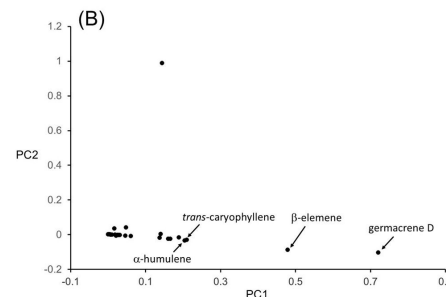 (B)
1.2
1
0.8
0.6
0.4
0.2
0
-0.2
PC2
trans-caryophyllene
β-elemene
germacrene D
α-humulene
-0.1
0.1
0.3
0.5
0.7
PC1